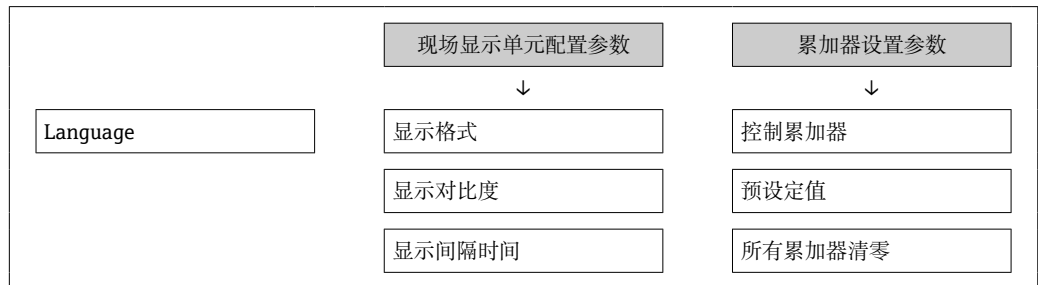 现场显示单元配置参数
累加器设置参数
↓
↓
Language
显示格式
控制累加器
显示对比度
预设定值
显示间隔时间
所有累加器清零